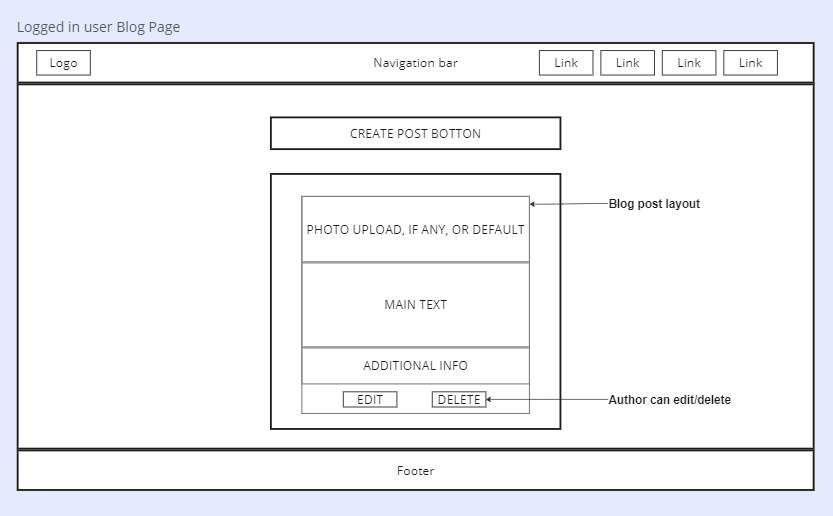 Logged in user Blog Page
Logo
Navigation bar
Link
Link
Link
Link
CREATE POST BOTTON
PHOTO UPLOAD, IF ANY, OR DEFAULT
Blog post layout
MAIN TEXT
ADDITIONAL INFO
EDIT
DELETE
Author can edit/delete
Footer